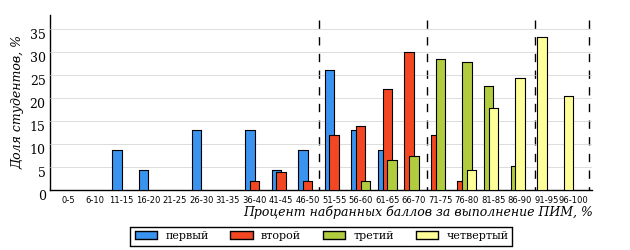 Доля студентов, %
35
30
25
20
15
10
5
0
0-5 6-10 11-15 16-20 21-25 26-30 31-35 36-40 41-45 46-50 51-55 56-60 61-65 66-70 71-75 76-80 81-85 86-90 91-95 96-100
Процент набранных баллов за выполнение ПИМ, %
первый второй третий четвертый